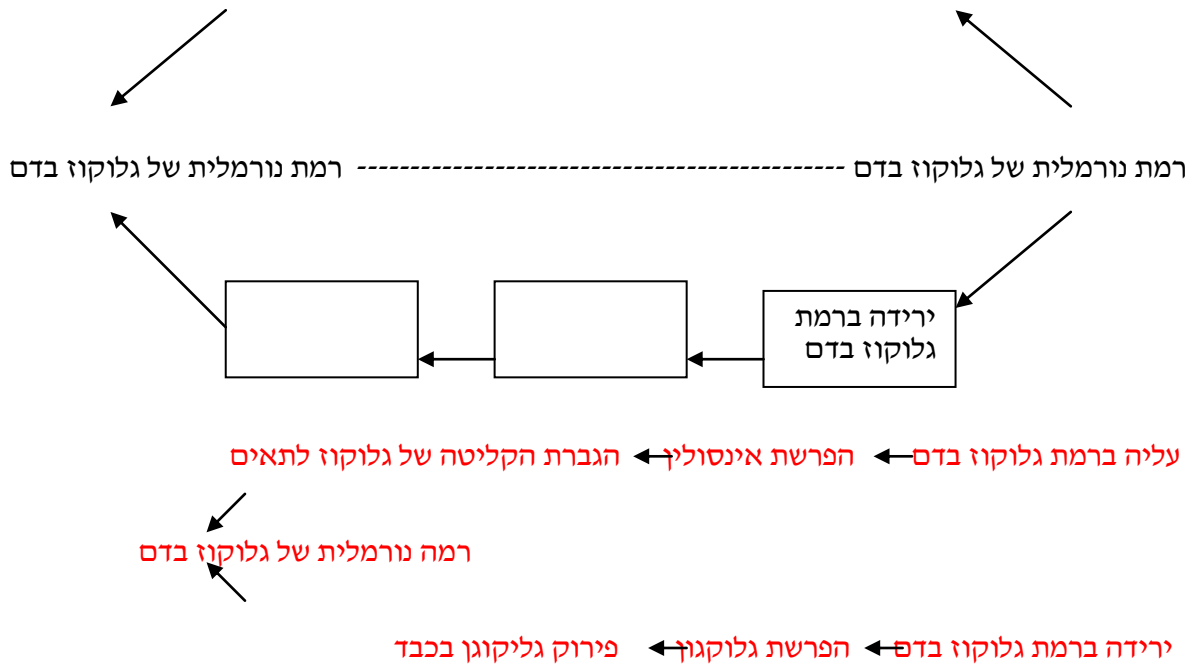 רמת נורמלית של גלוקוז בדם ---------------------------------------------- רמת נורמלית של גלוקוז בדם
ירידה ברמת
גלוקוז בדם
עליה ברמת גלוקוז בדם הפרשת אינסולין הגברת הקליטה של גלוקוז לתאים
רמה נורמלית של גלוקוז בדם
ירידה ברמת גלוקוז בדם הפרשת גלוקגון פירוק גליקוגן בכבד